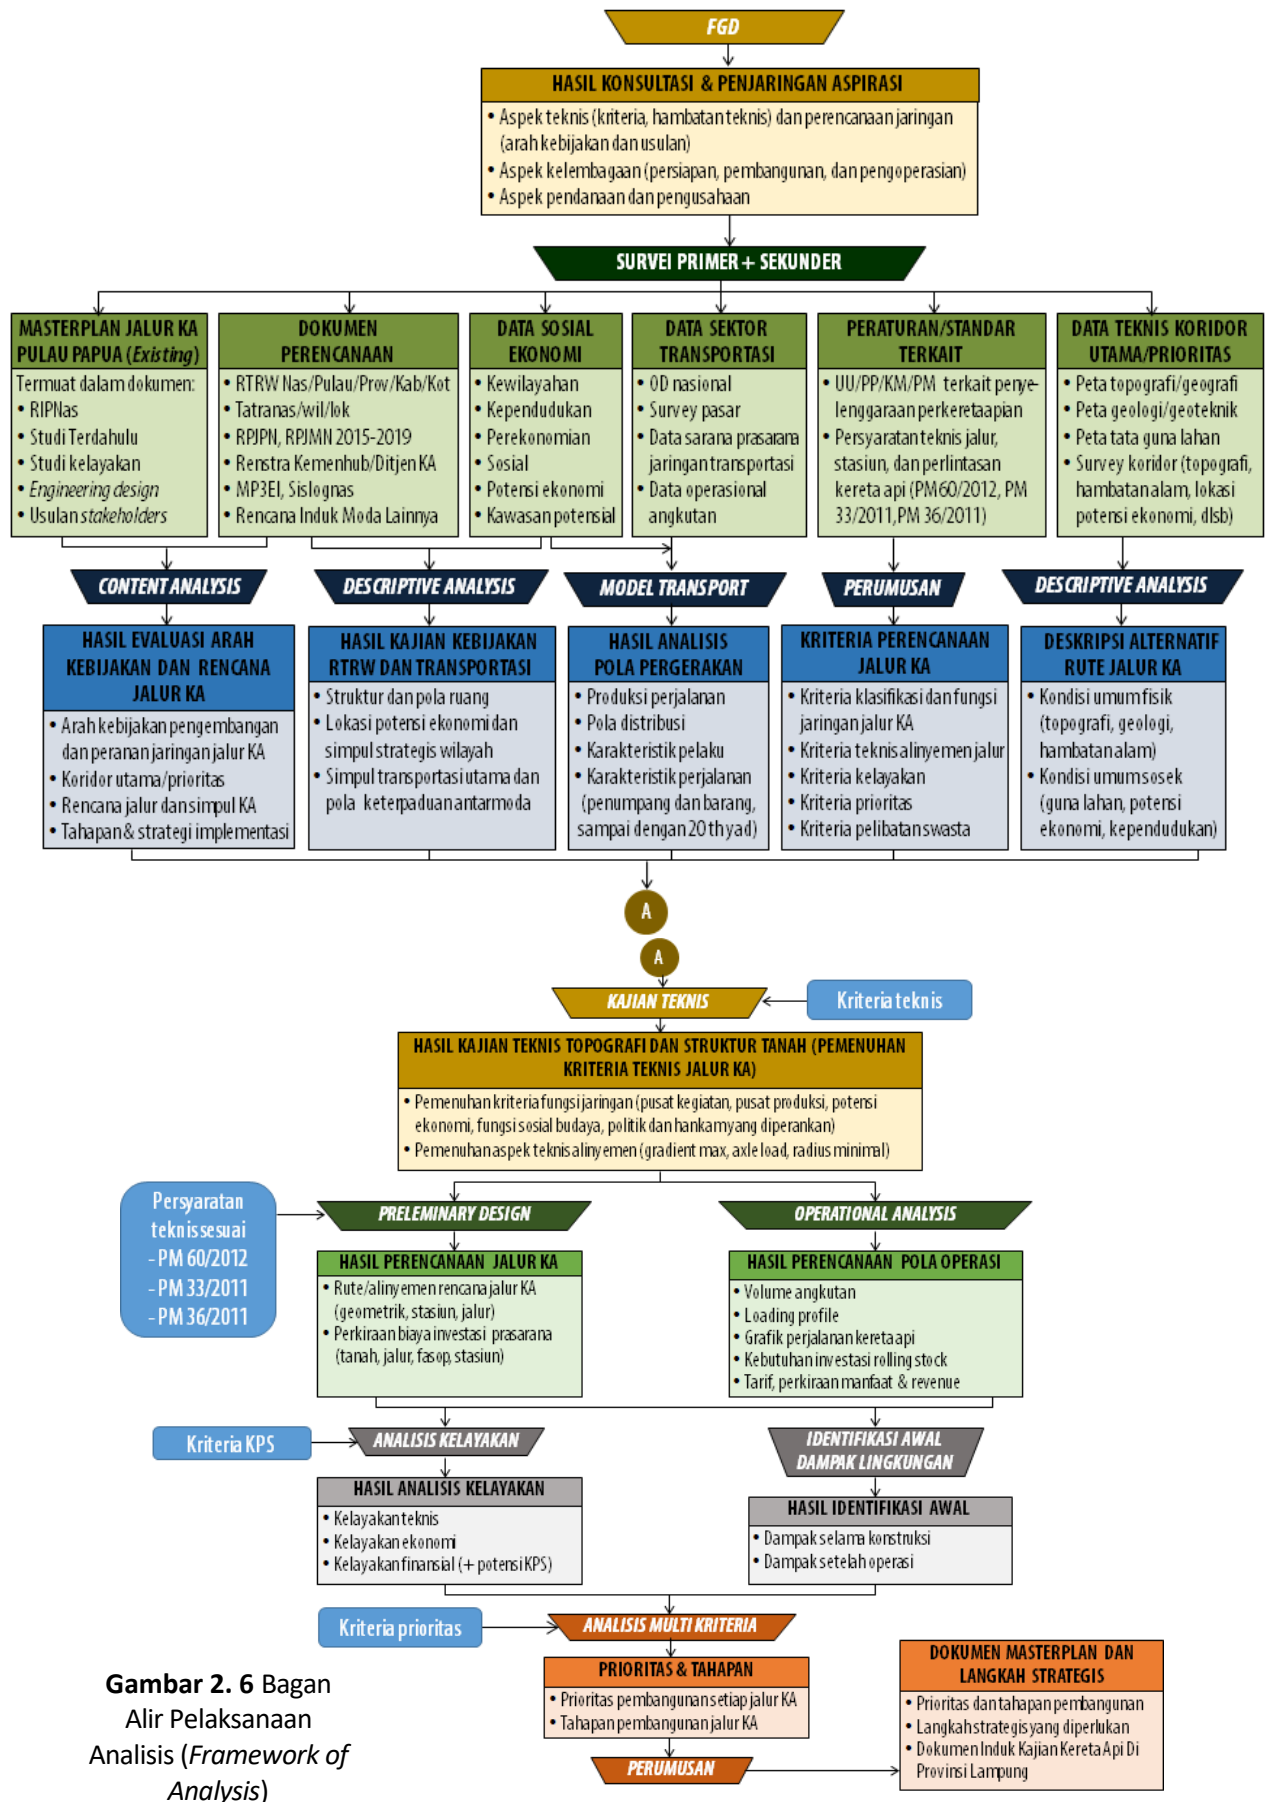 FGD
HASIL KONSULTASI & PENJARINGAN ASPIRASI
• Aspek teknis (kriteria, hambatan teknis) dan perencanaan jaringan
(arah kebijakan dan usulan)
• Aspek kelembagaan (persiapan, pembangunan, dan pengoperasian)
• Aspek pendanaan dan pengusahaan
SURVEI PRIMER + SEKUNDER
MASTERPLAN JALUR KA
PULAU PAPUA (Existing)
Termuat dalam dokumen:
• RIPNas
• Studi Terdahulu
• Studi kelayakan
• Engineering design
• Usulan stakeholders
DOKUMEN
PERENCANAAN
• RTRW Nas/Pulau/Prov/Kab/Kot
• Tatranas/wil/lok
• RPJPN, RPJMN 2015-2019
• Renstra Kemenhub/Ditjen KA
• MP3EI, Sislognas
• Rencana Induk Moda Lainnya
DATA SOSIAL
EKONOMI
• Kewilayahan
• Kependudukan
• Perekonomian
• Sosial
• Potensi ekonomi
• Kawasan potensial
DATA SEKTOR
TRANSPORTASI
• OD nasional
• Survey pasar
• Data sarana prasarana
jaringan transportasi
• Data operasional
angkutan
PERATURAN/STANDAR
TERKAIT
• UU/PP/KM/PM terkait penye-
lenggaraan perkeretaapian
• Persyaratan teknis jalur,
stasiun, dan perlintasan
kereta api (PM60/2012, PM
33/2011,PM 36/2011)
DATA TEKNIS KORIDOR
UTAMA/PRIORITAS
• Peta topografi/geografi
• Peta geologi/geoteknik
• Peta tata guna lahan
• Survey koridor (topografi,
hambatan alam, lokasi
potensi ekonomi, dlsb)
CONTENT ANALYSIS
DESCRIPTIVE ANALYSIS
MODEL TRANSPORT
PERUMUSAN
DESCRIPTIVE ANALYSIS
HASIL EVALUASI ARAH
KEBIJAKAN DAN RENCANA
JALUR KA
• Arah kebijakan pengembangan
dan peranan jaringan jalur KA
• Koridor utama/prioritas
• Rencana jalur dan simpul KA
• Tahapan & strategi implementasi
HASIL KAJIAN KEBIJAKAN
RTRW DAN TRANSPORTASI
• Struktur dan pola ruang
• Lokasi potensi ekonomi dan
simpul strategis wilayah
• Simpul transportasi utama dan
pola keterpaduan antarmoda
HASIL ANALISIS
POLA PERGERAKAN
• Produksi perjalanan
• Pola distribusi
• Karakteristik pelaku
• Karakteristik perjalanan
(penumpang dan barang,
sampai dengan 20 th yad)
KRITERIA PERENCANAAN
JALUR KA
• Kriteria klasifikasi dan fungsi
jaringan jalur KA
• Kriteria teknis alinyemen jalur
• Kriteria kelayakan
• Kriteria prioritas
• Kriteria pelibatan swasta
DESKRIPSI ALTERNATIF
RUTE JALUR KA
• Kondisi umum fisik
(topografi, geologi,
hambatan alam)
• Kondisi umum sosek
(guna lahan, potensi
ekonomi, kependudukan)
A
A
KAJIAN TEKNIS
Kriteria teknis
HASIL KAJIAN TEKNIS TOPOGRAFI DAN STRUKTUR TANAH (PEMENUHAN
KRITERIA TEKNIS JALUR KA)
• Pemenuhan kriteria fungsi jaringan (pusat kegiatan, pusat produksi, potensi
ekonomi, fungsi sosial budaya, politik dan hankam yang diperankan)
• Pemenuhan aspek teknis alinyemen (gradient max, axle load, radius minimal)
Persyaratan
teknis sesuai
- PM 60/2012
- PM 33/2011
- PM 36/2011
PRELEMINARY DESIGN
OPERATIONAL ANALYSIS
HASIL PERENCANAAN JALUR KA
• Rute/alinyemen rencana jalur KA
(geometrik, stasiun, jalur)
• Perkiraan biaya investasi prasarana
(tanah, jalur, fasop, stasiun)
HASIL PERENCANAAN POLA OPERASI
• Volume angkutan
• Loading profile
• Grafik perjalanan kereta api
• Kebutuhan investasi rolling stock
• Tarif, perkiraan manfaat & revenue
Kriteria KPS
ANALISIS KELAYAKAN
IDENTIFIKASI AWAL
DAMPAK LINGKUNGAN
HASIL ANALISIS KELAYAKAN
• Kelayakan teknis
• Kelayakan ekonomi
• Kelayakan finansial (+ potensi KPS)
HASIL IDENTIFIKASI AWAL
• Dampak selama konstruksi
• Dampak setelah operasi
Kriteria prioritas
ANALISIS MULTI KRITERIA
PRIORITAS & TAHAPAN
• Prioritas pembangunan setiap jalur KA
• Tahapan pembangunan jalur KA
PERUMUSAN
DOKUMEN MASTERPLAN DAN
LANGKAH STRATEGIS
• Prioritas dan tahapan pembangunan
• Langkah strategis yang diperlukan
• Dokumen Induk Kajian Kereta Api Di
Provinsi Lampung
Gambar 2. 6 Bagan
Alir Pelaksanaan
Analisis (Framework of
Analysis)